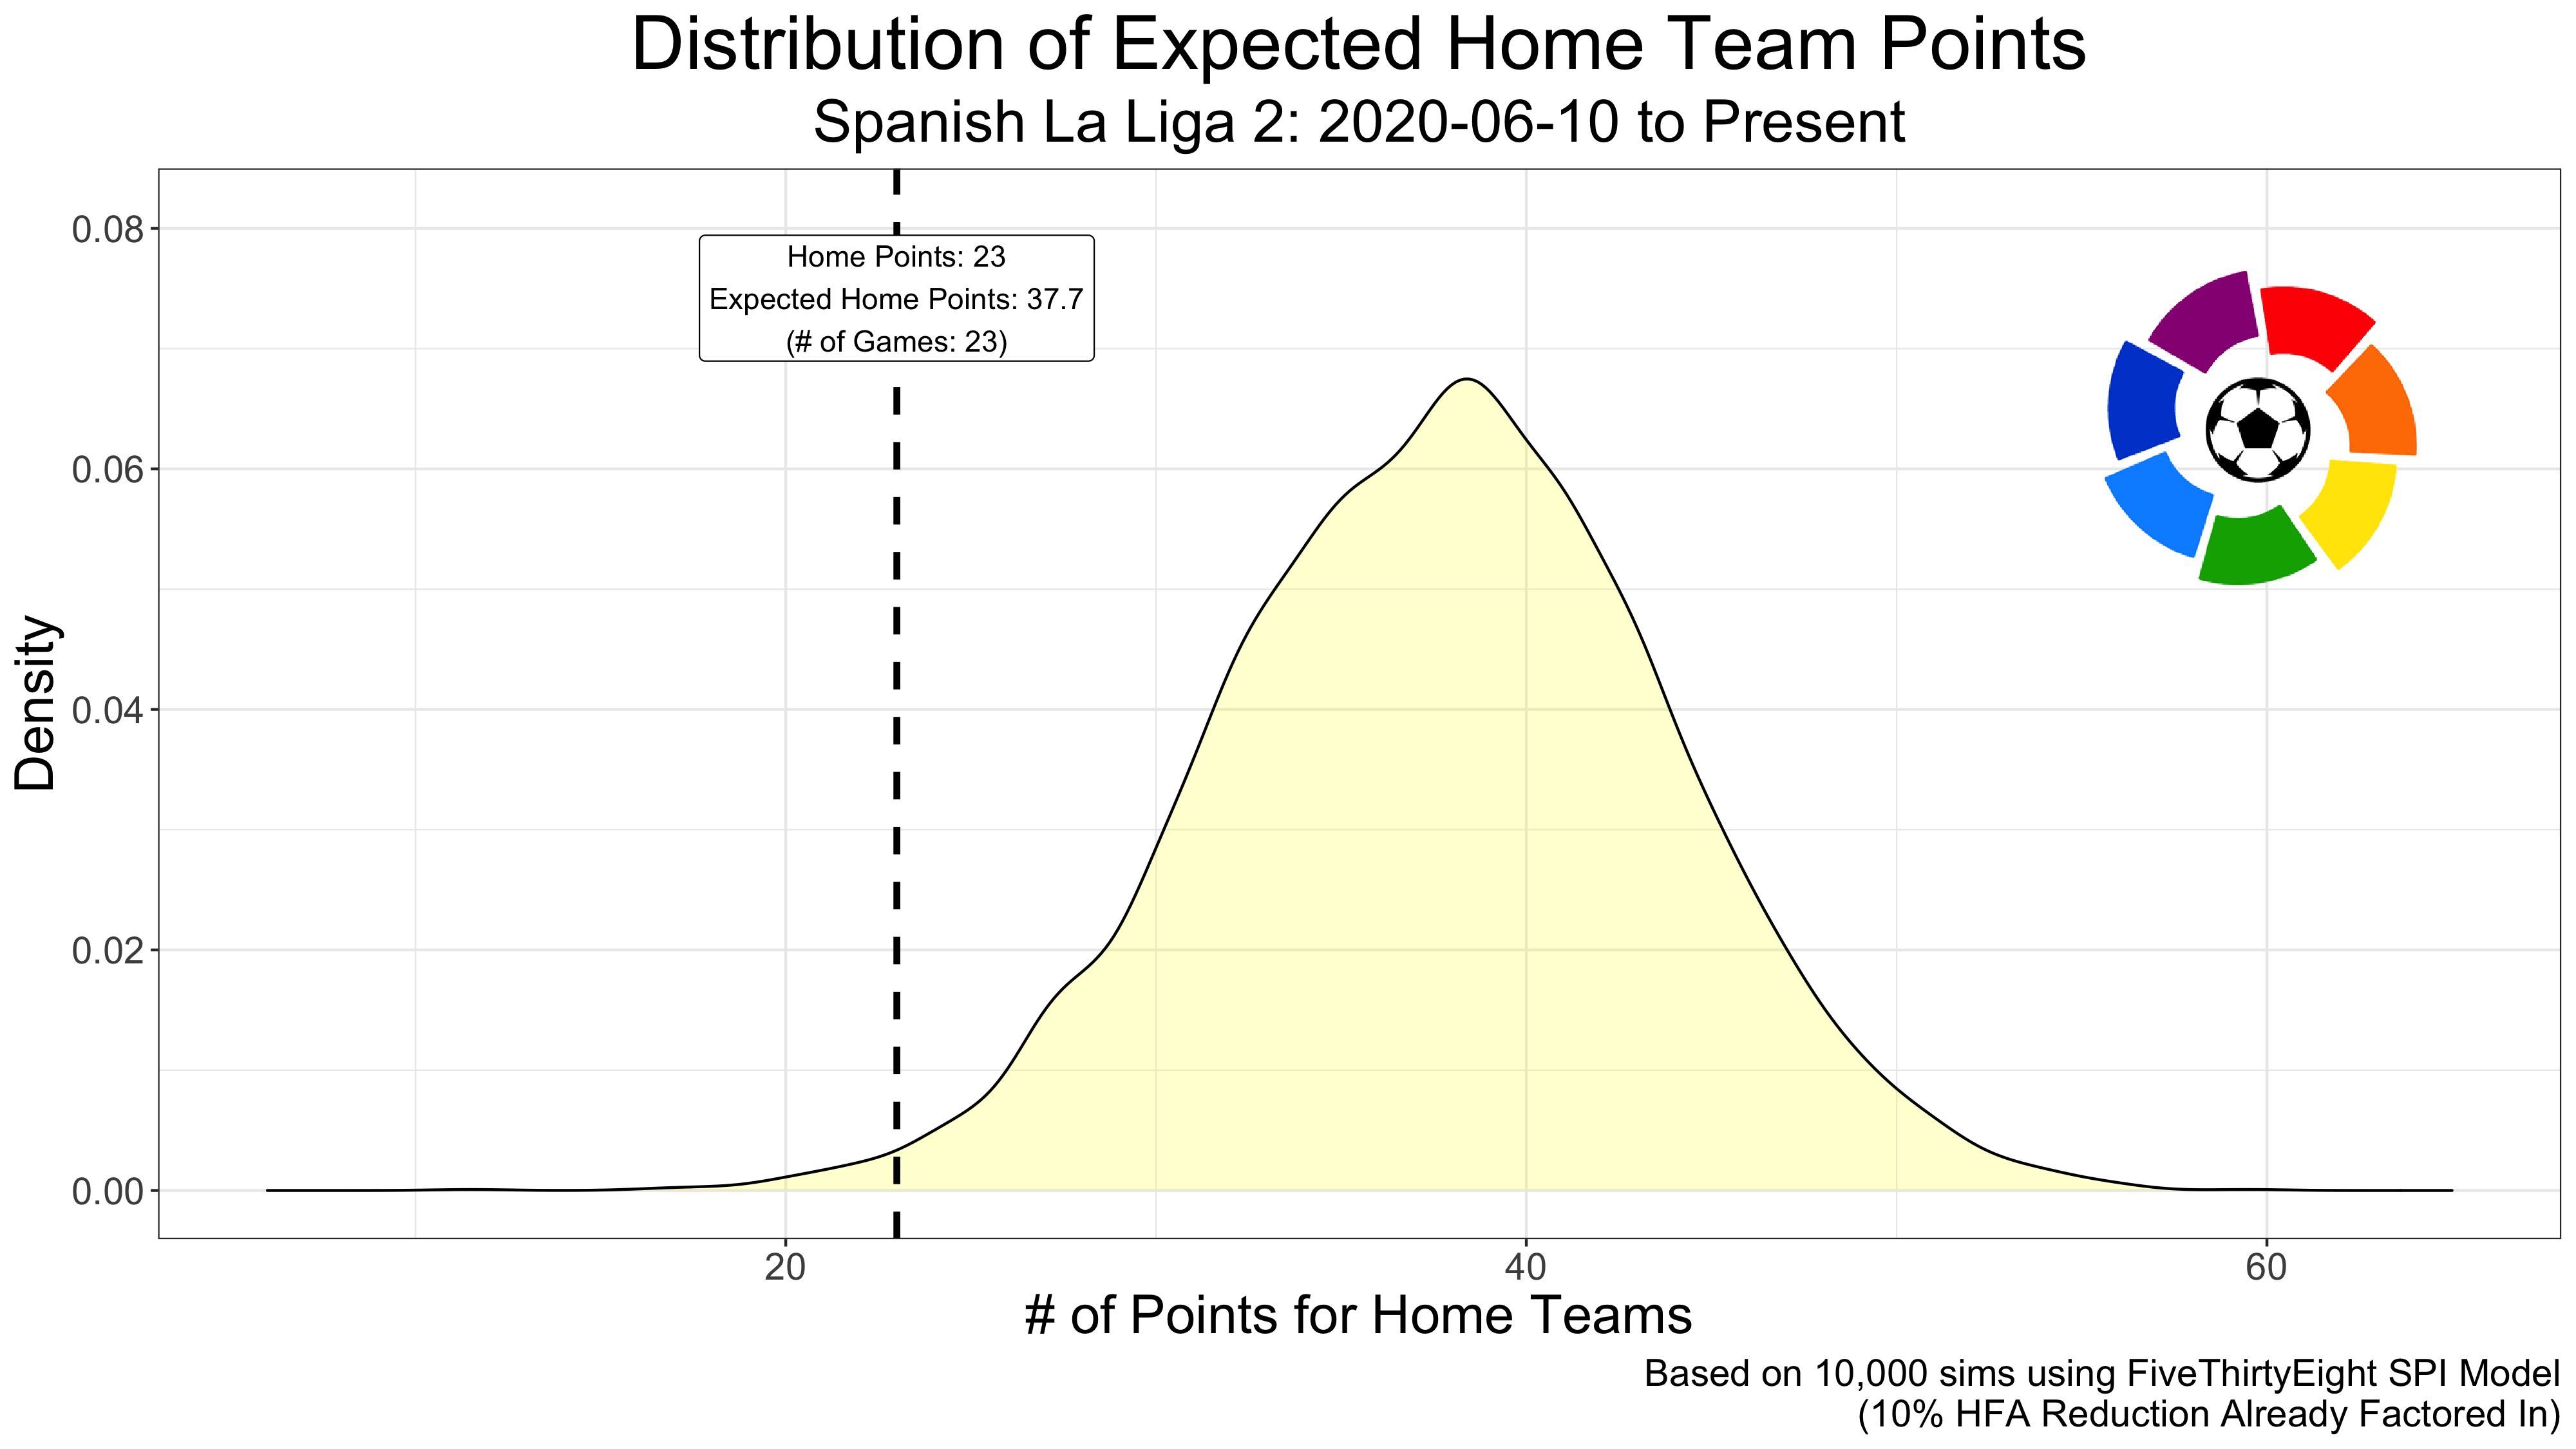 Distribution of Expected Home Team Points
Spanish La Liga 2: 2020-06-10 to Present
Home Points: 23
Expected Home Points: 37.7
(# of Games: 23)
0.08
0.06
0.04
0.02
0.00
Density
20
40
60
# of Points for Home Teams
Based on 10,000 sims using FiveThirtyEight SPI Model
(10% HFA Reduction Already Factored In)